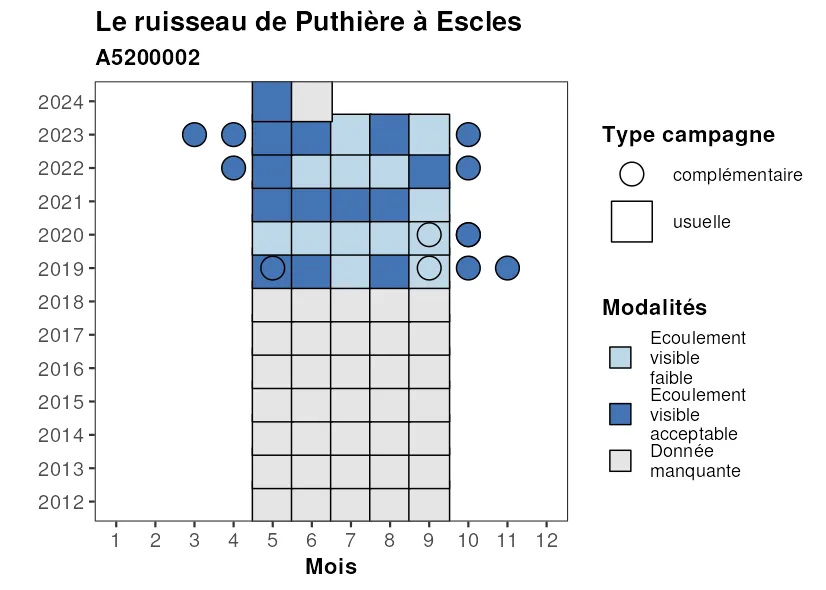 Le ruisseau de Puthière à Escles
A5200002
2024
2023
2022
2021
2020
2019
2018
2017
2016
2015
2014
2013
2012
1 2 3 4 5 6 7 8 9 10 11 12
Mois
Type campagne
complémentaire
usuelle
Modalités
Ecoulement
visible
faible
Ecoulement
visible
acceptable
Donnée
manquante